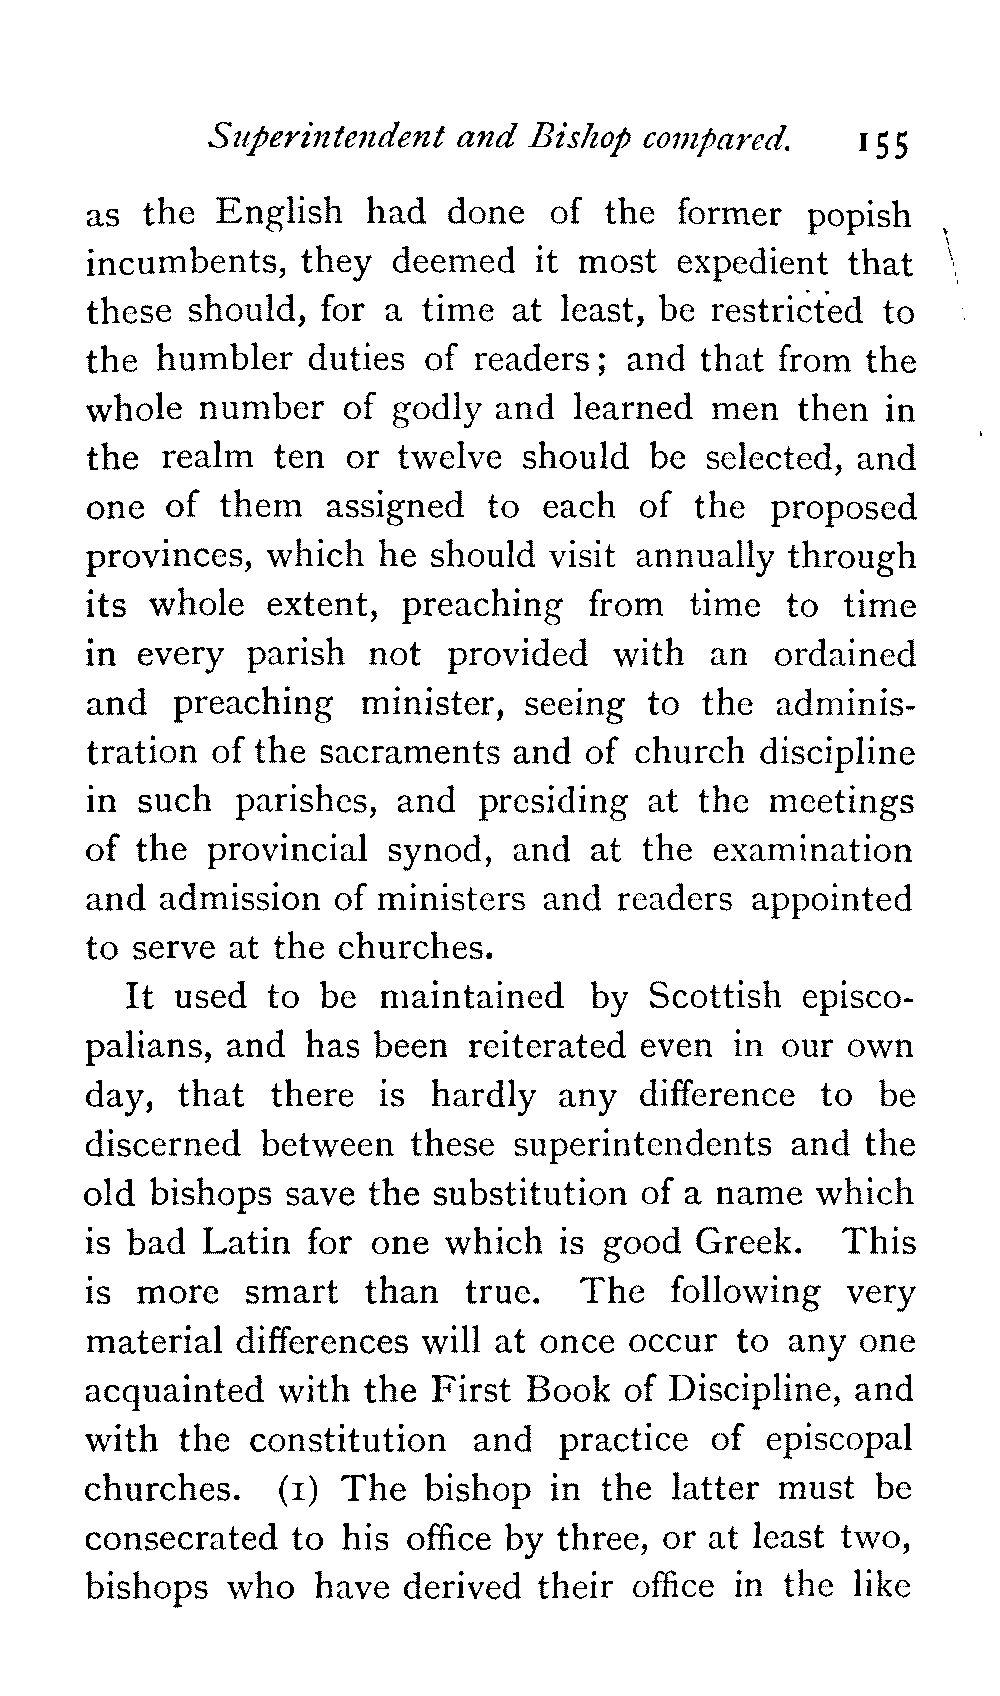 Superintendent and Bishop compared. 155
as the English had done of the former popish
incumbents, they deemed it most expedient that
these should, for a time at least, be restricted to
the humbler duties of readers; and that from the
whole number of godly and learned men then in
the realm ten or twelve should be selected, and
one of them assigned to each of the proposed
provinces, which he should visit annually through
its whole extent, preaching from time to time
in every parish not provided with an ordained
and preaching minister, seeing to the adminis-
tration of the sacraments and of church discipline
in such parishes, and presiding at the meetings
of the provincial synod, and at the examination
and admission of ministers and readers appointed
to serve at the churches.
It used to be maintained by Scottish episco-
palians, and has been reiterated even in our own
day, that there is hardly any difference to be
discerned between these superintendents and the
old bishops save the substitution of a name which
is bad Latin for one which is good Greek. This
is more smart than true. The following very
material differences will at once occur to any one
acquainted with the First Book of Discipline, and
with the constitution and practice of episcopal
churches. (1) The bishop in the latter must be
consecrated to his office by three, or at least two,
bishops who have derived their office in the like